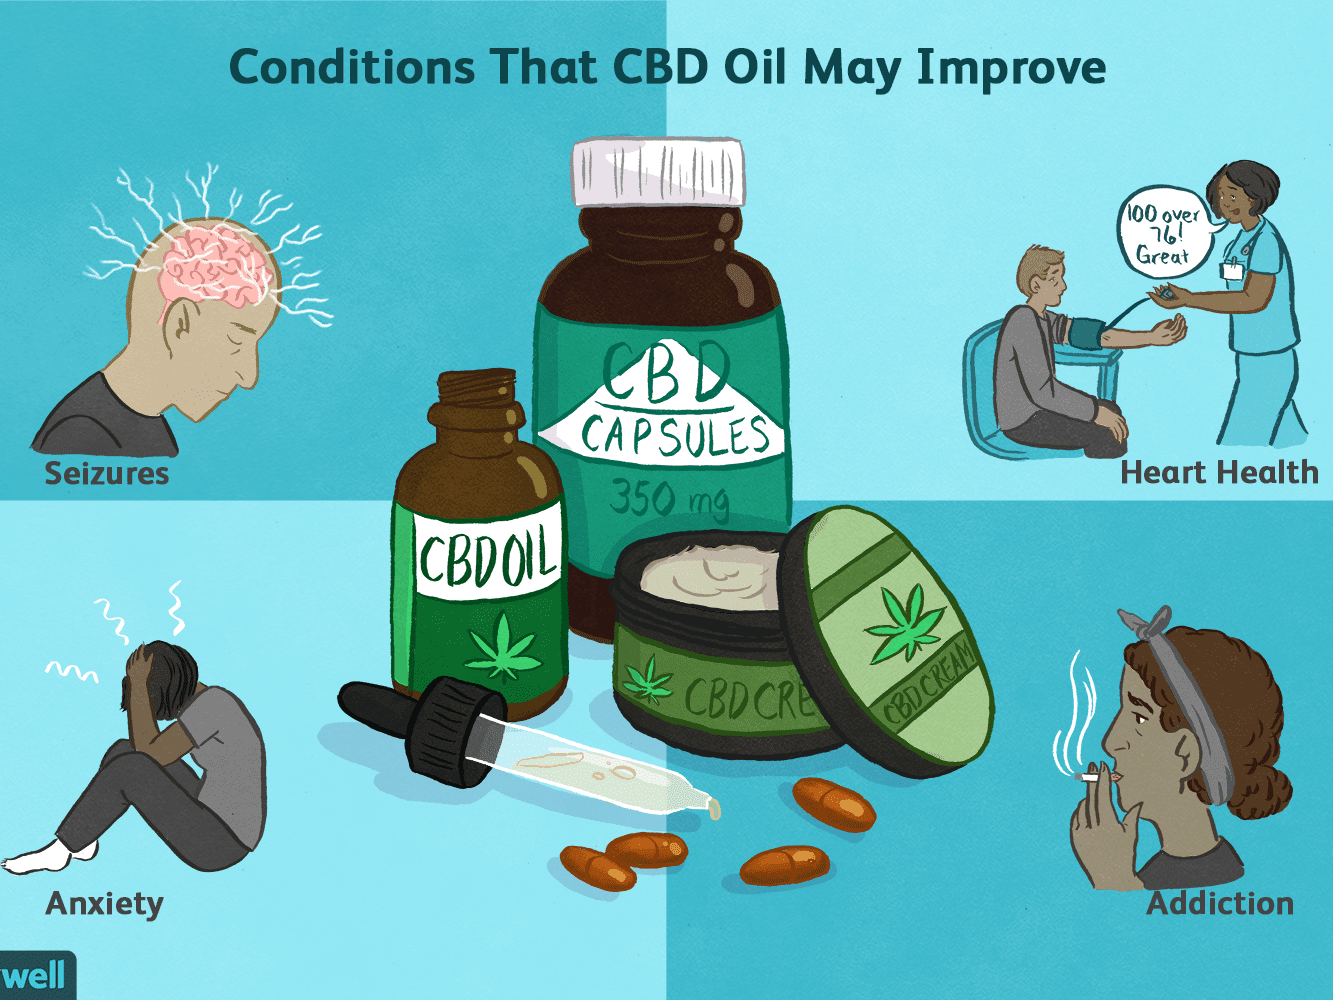 Conditions That CBD Oil May Improve
100 over
76!
Great
Seizures
Heart Health
CBD
CAPSULES
350 mg
CBD OIL
CBD CRE
CBD CREAM
Anxiety
Addiction
well